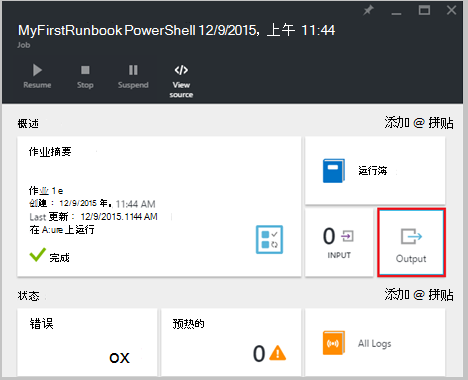 MyFirstRunbook PowerShell 12/9/2015, 上午 11:44
Job
Resume
Stop
Suspend
View source
概述
添加 @ 拼贴
作业摘要
作业 1 e
创建: 12/9/2015 年。11:44 AM
Last 更新: 12/9/2015.1144 AM
在 A:ure 上运行
完成
运行簿
0
INPUT
Output
状态
添加 @ 拼贴
错误
0X
预热的
0
All Logs